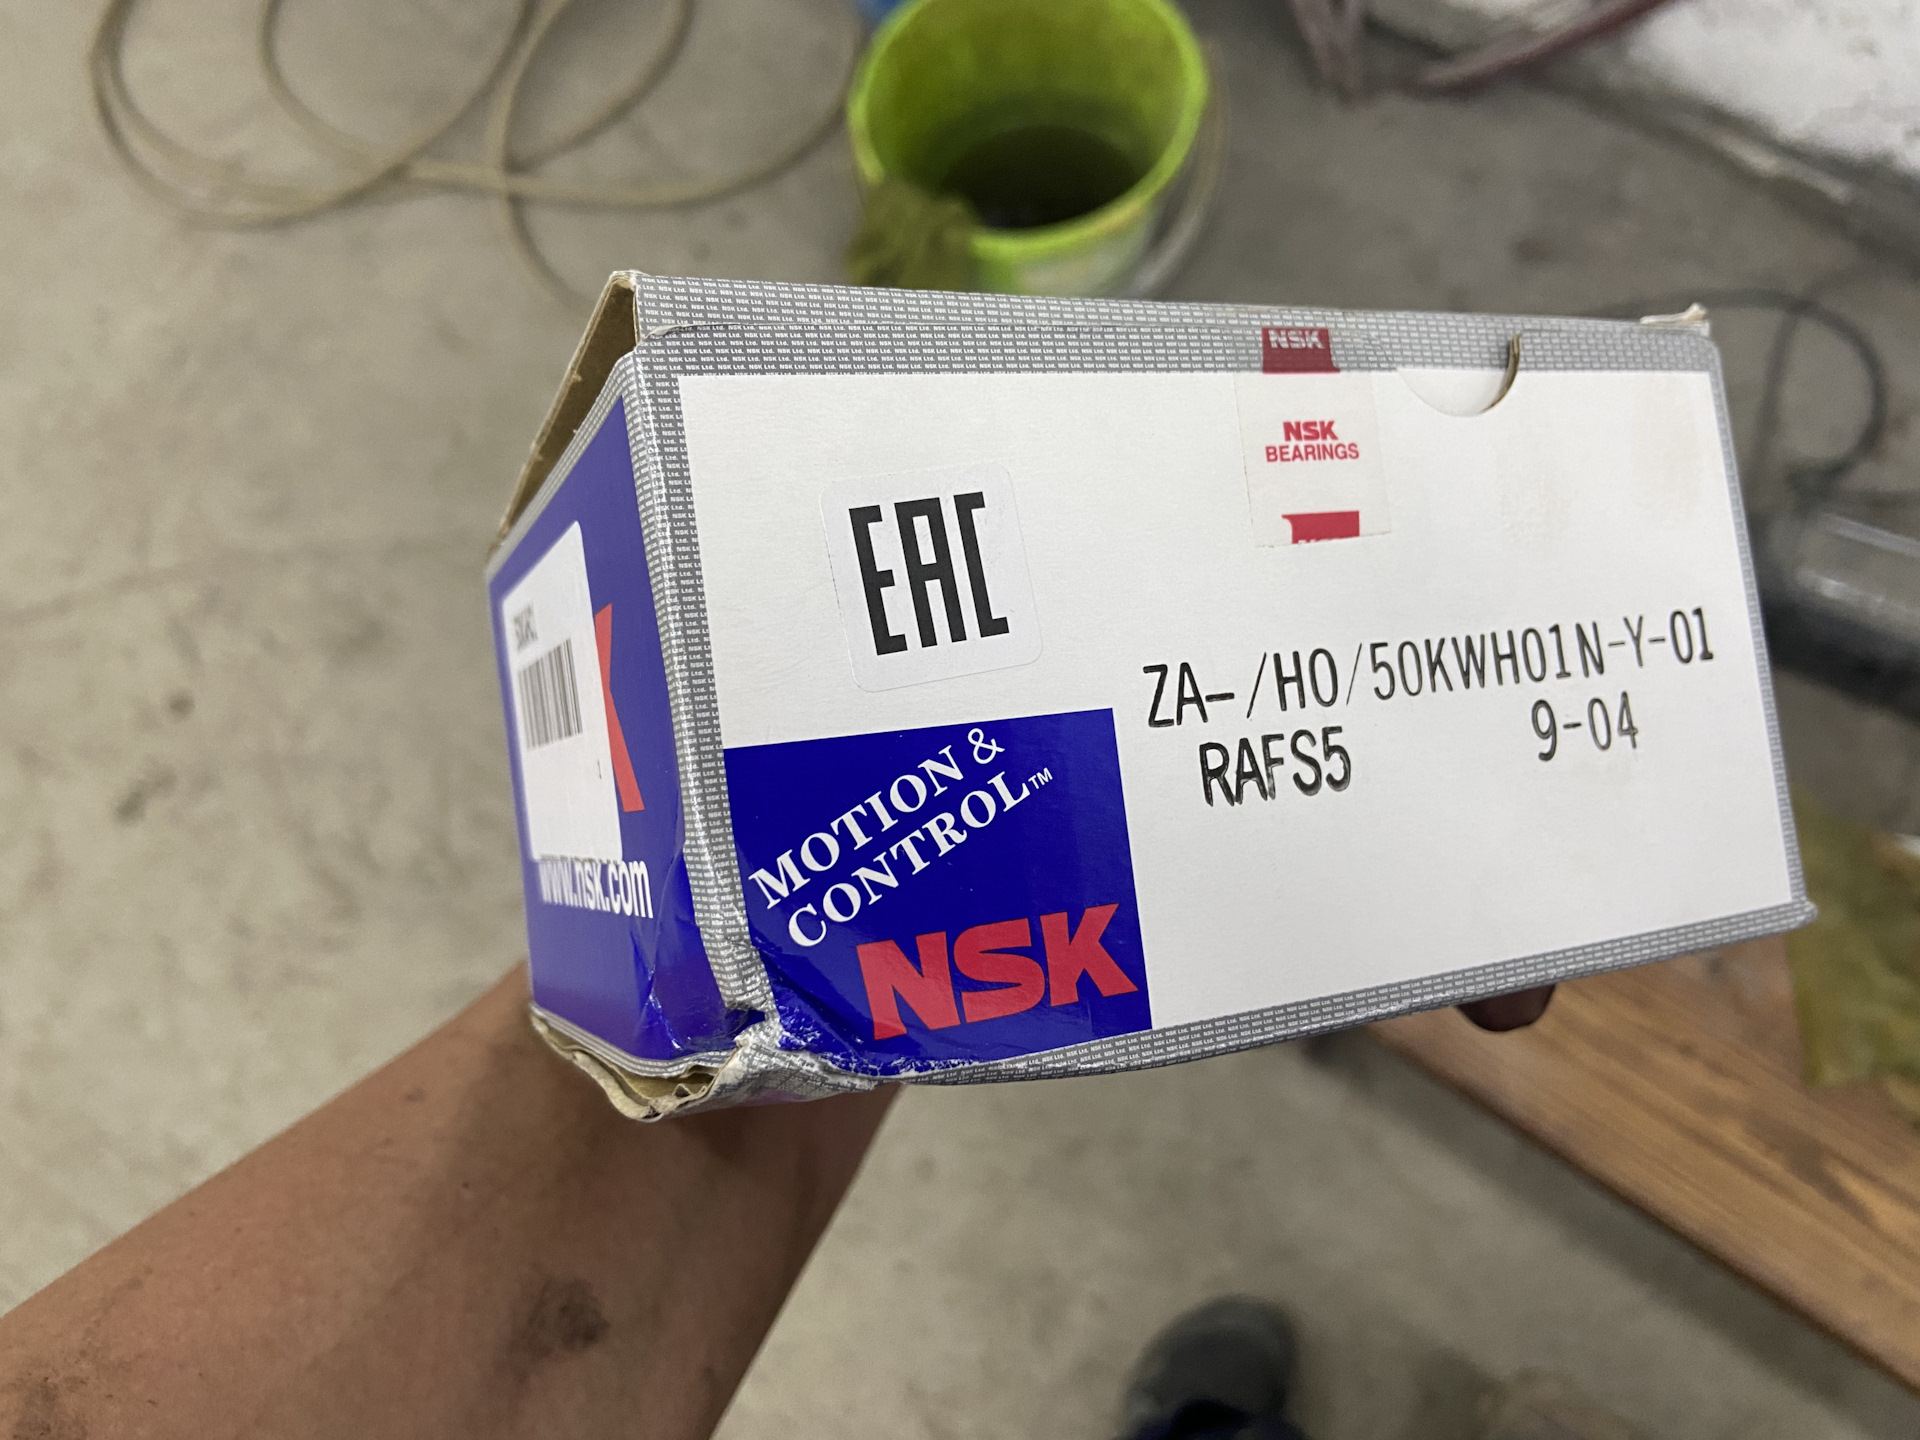 NSK
NSK
BEARINGS
EAC
ZA-/HO/50KWH01N-Y-01
RAFS5 9-04
MOTION &
CONTROL™
NSK
www.nsk.com